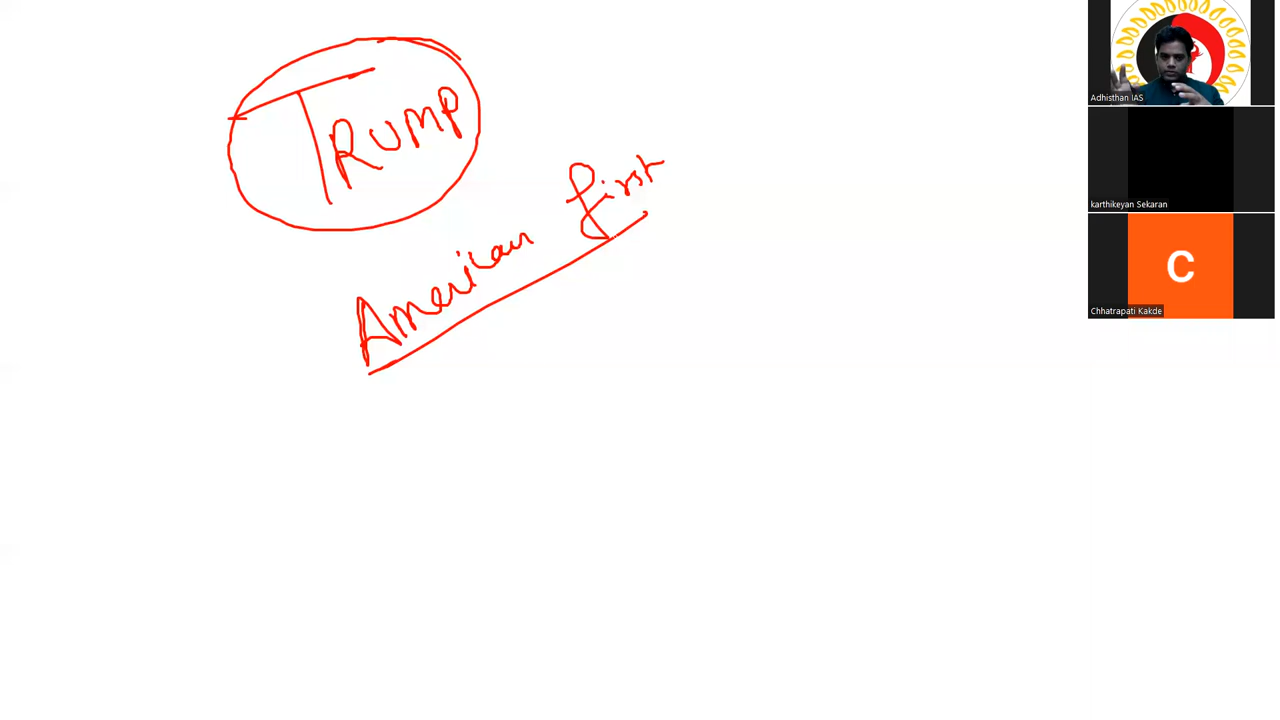 TRUMP
American first
Adhisthan IAS
karthikeyan Sekaran
C
Chhatrapati Kakde